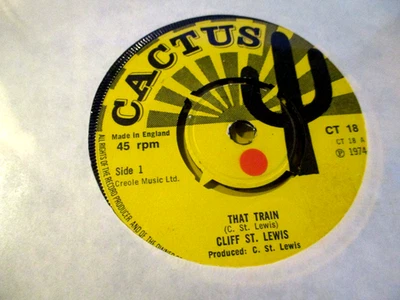 CACTUS
Made in England
45 rpm
CT 18
CT 18 A
℗ 1974
Side 1
Creole Music Ltd.
ALL RIGHTS OF THE RECORD PRODUCER AND OF THE
THAT TRAIN
(C. St. Lewis)
CLIFF ST. LEWIS
Produced: C. St. Lewis